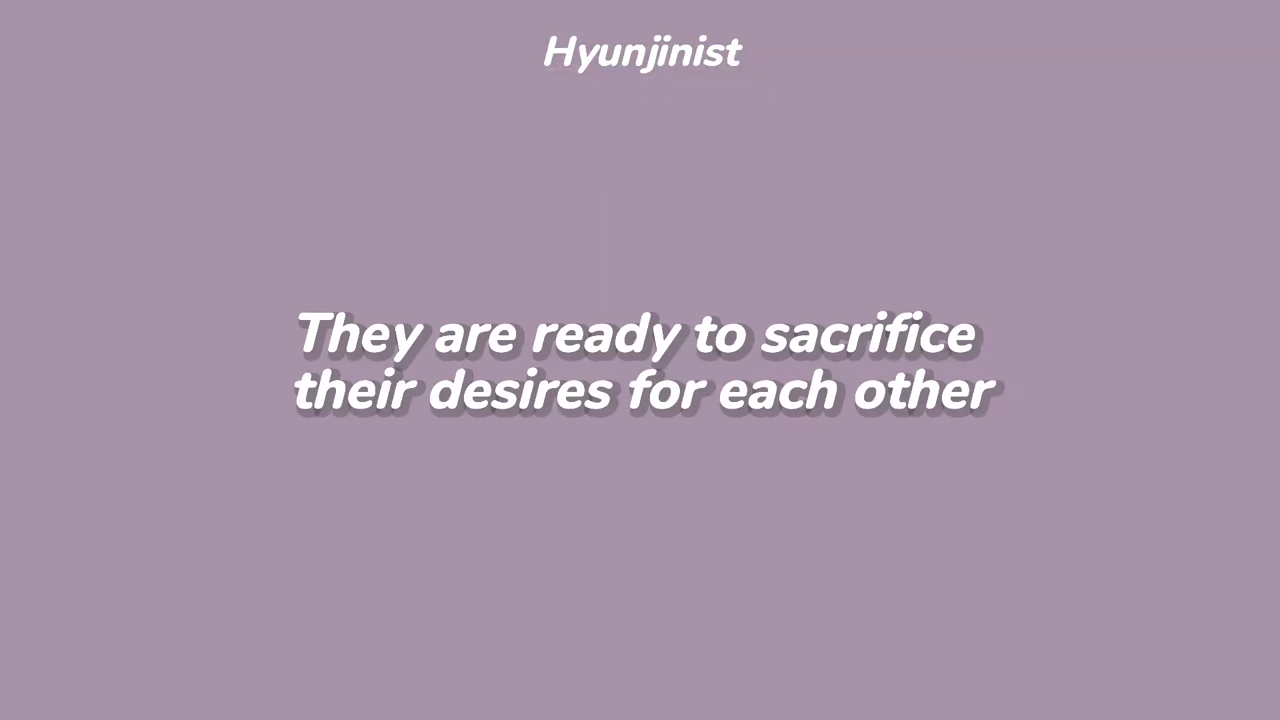 Hyunjinist
They are ready to sacrifice
their desires for each other